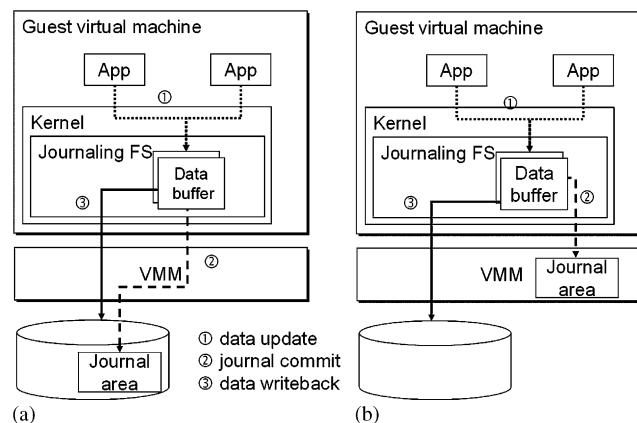 Guest virtual machine
App
App
①
Kernel
Journaling FS
Data
buffer
③
②
VMM
Journal
area
① data update
② journal commit
③ data writeback
(a)
Guest virtual machine
App
App
①
Kernel
Journaling FS
Data
buffer
②
③
VMM
Journal
area
(b)